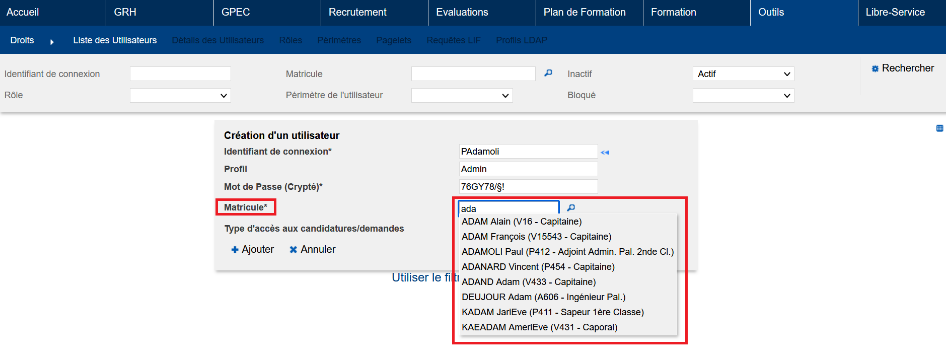 Accueil GRH GPEC Recrutement Evaluations Plan de Formation Formation Outils Libre-Service
Droits Liste des Utilisateurs Détails des Utilisateurs Rôles Périmètres Pagelets Requêtes LIF Profils LDAP
Identifiant de connexion Matricule Inactif Actif Rechercher
Rôle Périmètre de l'utilisateur Bloqué
Création d'un utilisateur
Identifiant de connexion* PAdamoli
Profil Admin
Mot de Passe (Crypté)* 76GY78/§!
Matricule* ada
ADAM Alain (V16 - Capitaine)
Type d'accès aux candidatures/demandes
ADAM François (V15543 - Capitaine)
Ajouter Annuler
ADAMOLI Paul (P412 - Adjoint Admin. Pal. 2nde Cl.)
ADANARD Vincent (P454 - Capitaine)
Utiliser le filtr
ADAND Adam (V433 - Capitaine)
DEUJOUR Adam (A606 - Ingénieur Pal.)
KADAM JarlEve (P411 - Sapeur 1ère Classe)
KAEADAM AmerlEve (V431 - Caporal)